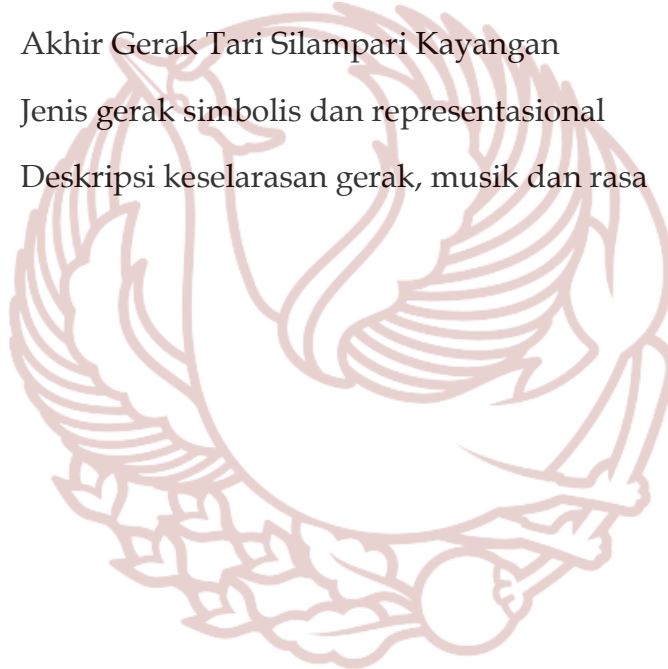 Akhir Gerak Tari Silampari Kayangan
Jenis gerak simbolis dan representasional
Deskripsi keselarasan gerak, musik dan rasa